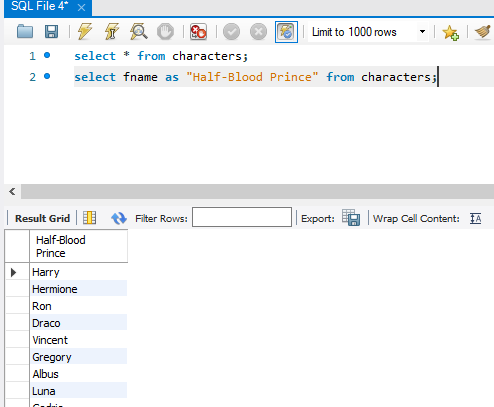 SQL File 4*
Limit to 1000 rows
1 select * from characters;
2 select fname as "Half-Blood Prince" from characters;
Result Grid Filter Rows: Export: Wrap Cell Content:
Half-Blood
Prince
Harry
Hermione
Ron
Draco
Vincent
Gregory
Albus
Luna